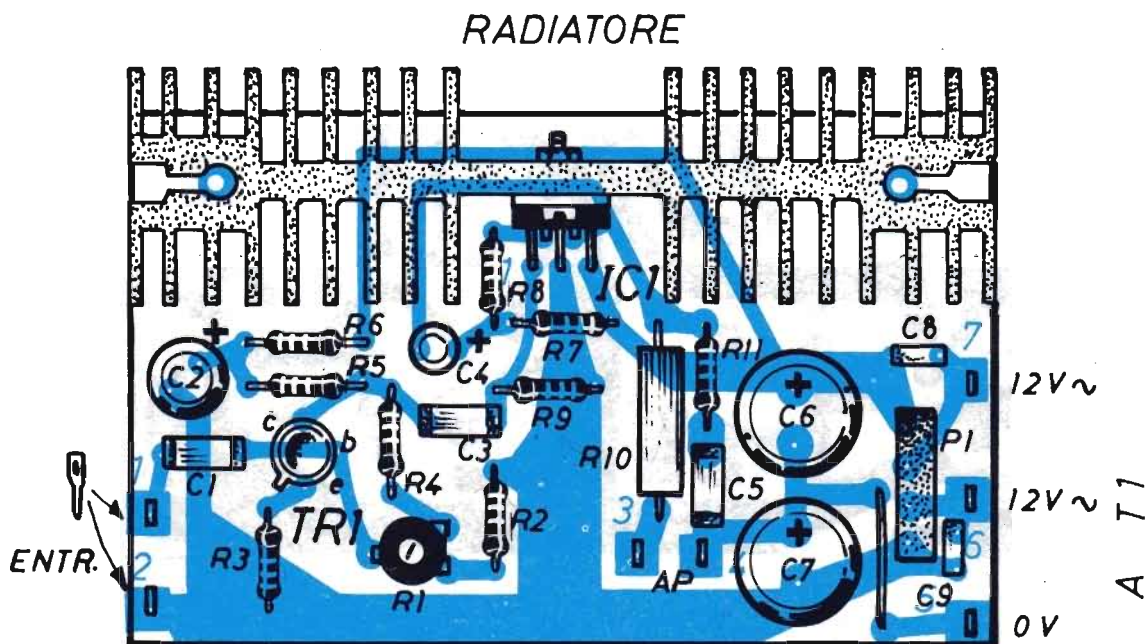 RADIATORE
R8
IC1
R6
+
C4
+
R7
R11
C8
7
C2
R5
12V~
+
C6
c
b
C3
R9
P1
C1
R4
R10
C5
1
e
12V~
TR1
R2
3
+
ENTR.
R3
6
2
AP
C7
C9
R1
0V
A T1